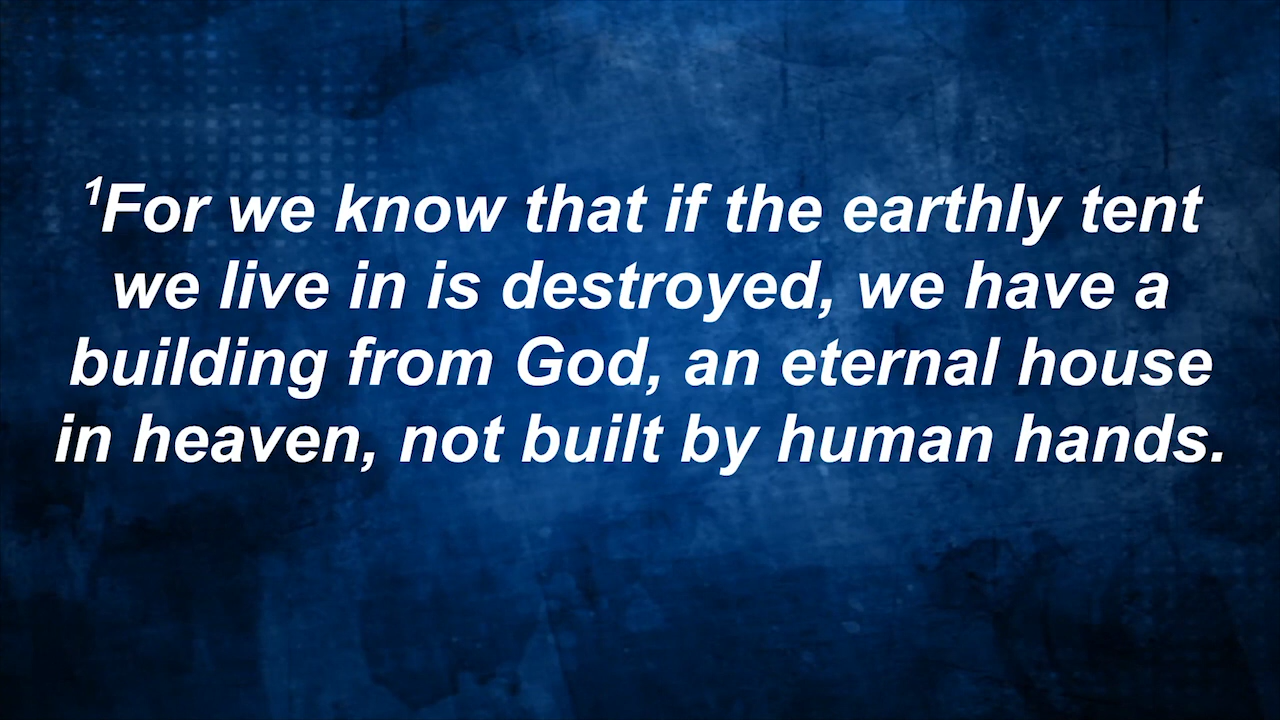 ¹For we know that if the earthly tent
we live in is destroyed, we have a
building from God, an eternal house
in heaven, not built by human hands.